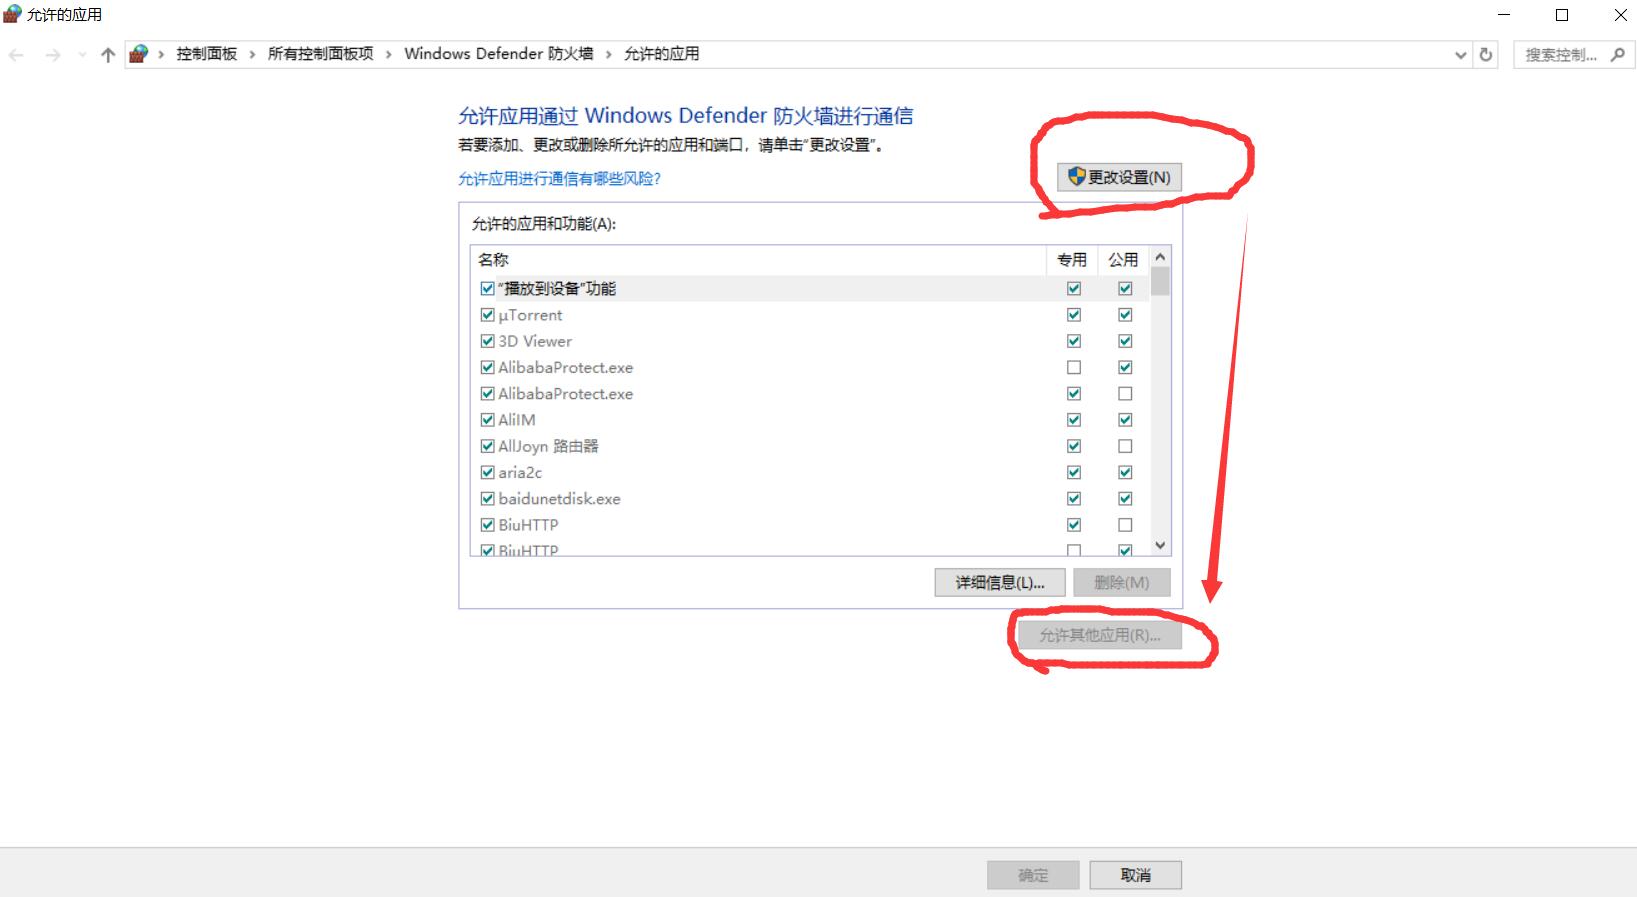 允许的应用
控制面板 › 所有控制面板项 › Windows Defender 防火墙 › 允许的应用
搜索控制...
允许应用通过 Windows Defender 防火墙进行通信
若要添加、更改或删除所允许的应用和端口，请单击“更改设置”。
允许应用进行通信有哪些风险?
更改设置(N)
允许的应用和功能(A):
名称 专用 公用
“播放到设备”功能
µTorrent
3D Viewer
AlibabaProtect.exe
AlibabaProtect.exe
AliIM
AllJoyn 路由器
aria2c
baidunetdisk.exe
BiuHTTP
BiuHTTP
详细信息(L)... 删除(M)
允许其他应用(R)...
确定 取消